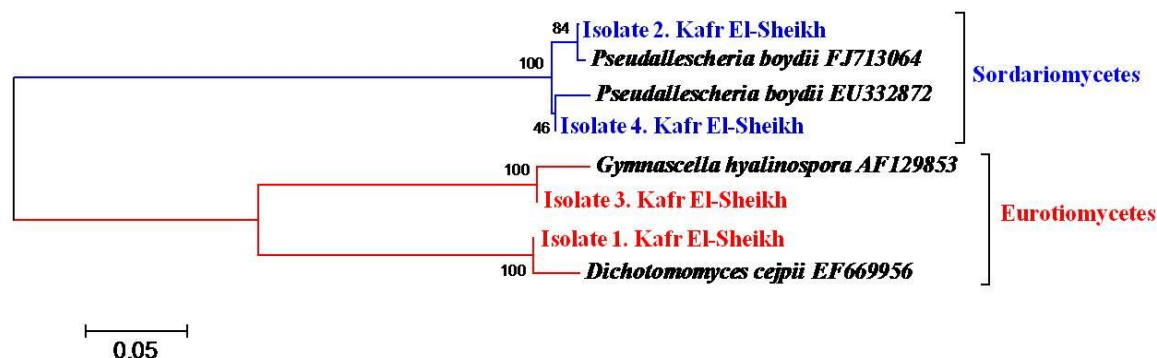 84 Isolate 2. Kafr El-Sheikh
100 Pseudallescheria boydii FJ713064
Sordariomycetes
Pseudallescheria boydii EU332872
46 Isolate 4. Kafr El-Sheikh
100 Gymnascella hyalinospora AF129853
Isolate 3. Kafr El-Sheikh
Eurotiomycetes
Isolate 1. Kafr El-Sheikh
100 Dichotomomyces cejpii EF669956
0.05